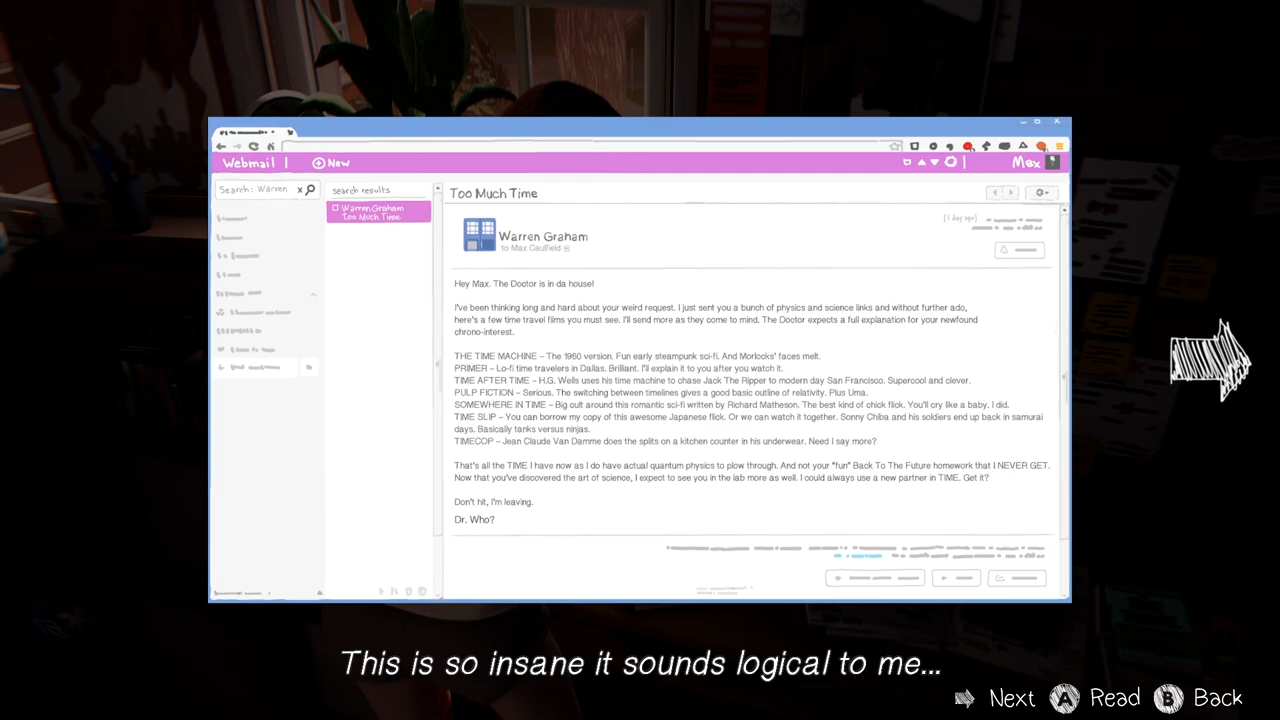 Webmail |
New
Max
Search: Warren x
search results
Warren Graham
Too Much Time
Too Much Time
Warren Graham
to Max Caulfield
(1 day ago)
Hey Max. The Doctor is in da house!
I've been thinking long and hard about your weird request. I just sent you a bunch of physics and science links and without further ado,
here's a few time travel films you must see. I'll send more as they come to mind. The Doctor expects a full explanation for your newfound
chrono-interest.
THE TIME MACHINE – The 1960 version. Fun early steampunk sci-fi. And Morlocks' faces melt.
PRIMER – Lo-fi time travelers in Dallas. Brilliant. I'll explain it to you after you watch it.
TIME AFTER TIME – H.G. Wells uses his time machine to chase Jack The Ripper to modern day San Francisco. Supercool and clever.
PULP FICTION – Serious. The switching between timelines gives a good basic outline of relativity. Plus Uma.
SOMEWHERE IN TIME – Big cult around this romantic sci-fi written by Richard Matheson. The best kind of chick flick. You'll cry like a baby. I did.
TIME SLIP – You can borrow my copy of this awesome Japanese flick. Or we can watch it together. Sonny Chiba and his soldiers end up back in samurai
days. Basically tanks versus ninjas.
TIMECOP – Jean Claude Van Damme does the splits on a kitchen counter in his underwear. Need I say more?
That's all the TIME I have now as I do have actual quantum physics to plow through. And not your "fun" Back To The Future homework that I NEVER GET.
Now that you've discovered the art of science, I expect to see you in the lab more as well. I could always use a new partner in TIME. Get it?
Don't hit, I'm leaving.
Dr. Who?
This is so insane it sounds logical to me...
Next A Read B Back